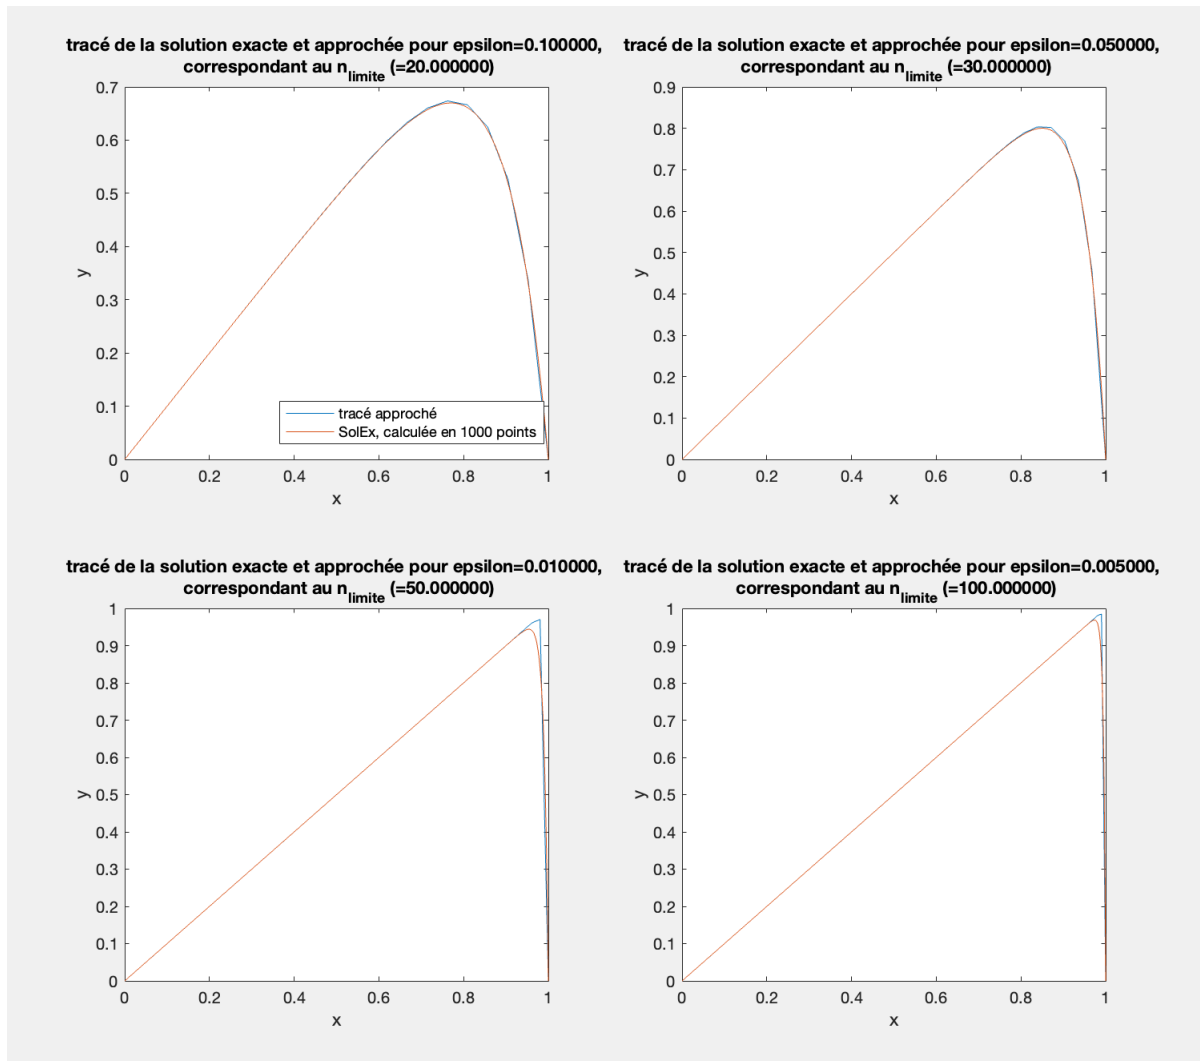 tracé de la solution exacte et approchée pour epsilon=0.100000,
correspondant au n_limite (=20.000000)
0.7
0.6
0.5
0.4
0.3
0.2
0.1
0
y
tracé approché
SolEx, calculée en 1000 points
0 0.2 0.4 0.6 0.8 1
x
tracé de la solution exacte et approchée pour epsilon=0.050000,
correspondant au n_limite (=30.000000)
0.9
0.8
0.7
0.6
0.5
0.4
0.3
0.2
0.1
0
y
0 0.2 0.4 0.6 0.8 1
x
tracé de la solution exacte et approchée pour epsilon=0.010000,
correspondant au n_limite (=50.000000)
1
0.9
0.8
0.7
0.6
0.5
0.4
0.3
0.2
0.1
0
y
0 0.2 0.4 0.6 0.8 1
x
tracé de la solution exacte et approchée pour epsilon=0.005000,
correspondant au n_limite (=100.000000)
1
0.9
0.8
0.7
0.6
0.5
0.4
0.3
0.2
0.1
0
y
0 0.2 0.4 0.6 0.8 1
x